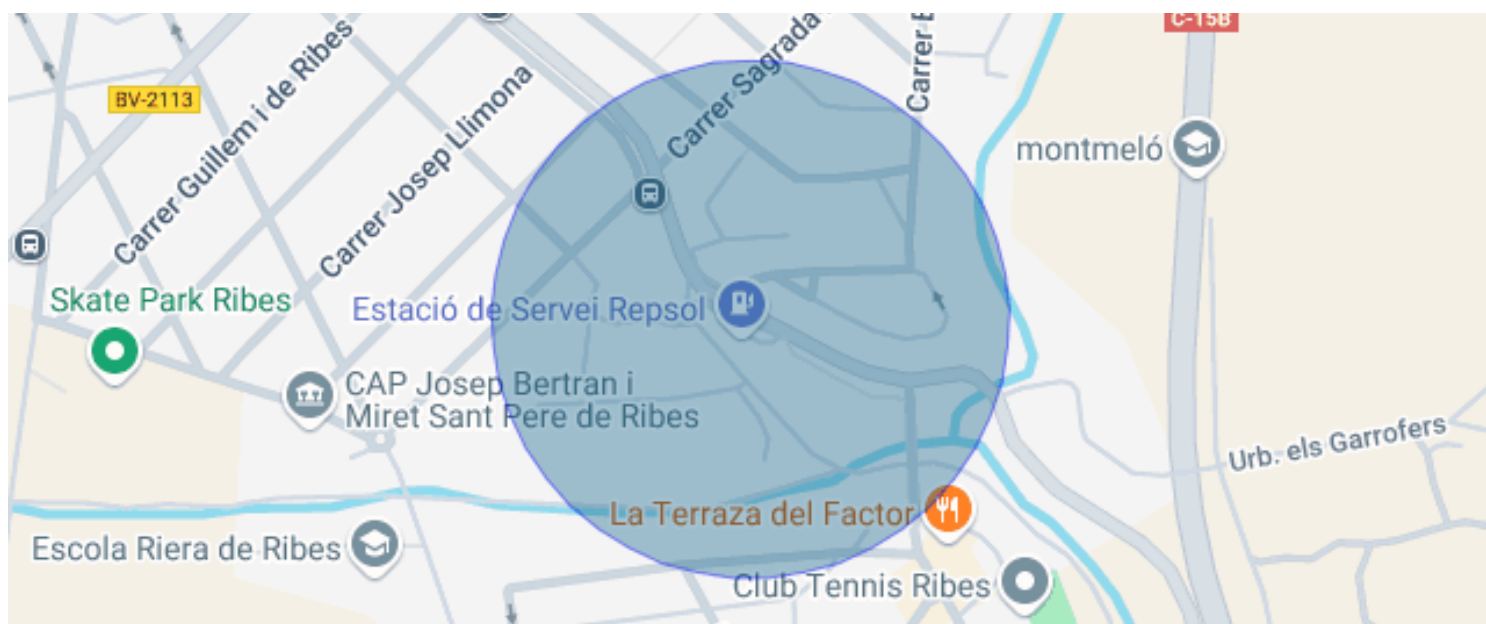 C-15B
BV-2113
Carrer Guillem i de Ribes
Carrer Josep Llimona
Carrer Sagrada
Carrer
montmeló
Skate Park Ribes
Estació de Servei Repsol
CAP Josep Bertran i
Miret Sant Pere de Ribes
Urb. els Garrofers
La Terraza del Factor
Escola Riera de Ribes
Club Tennis Ribes